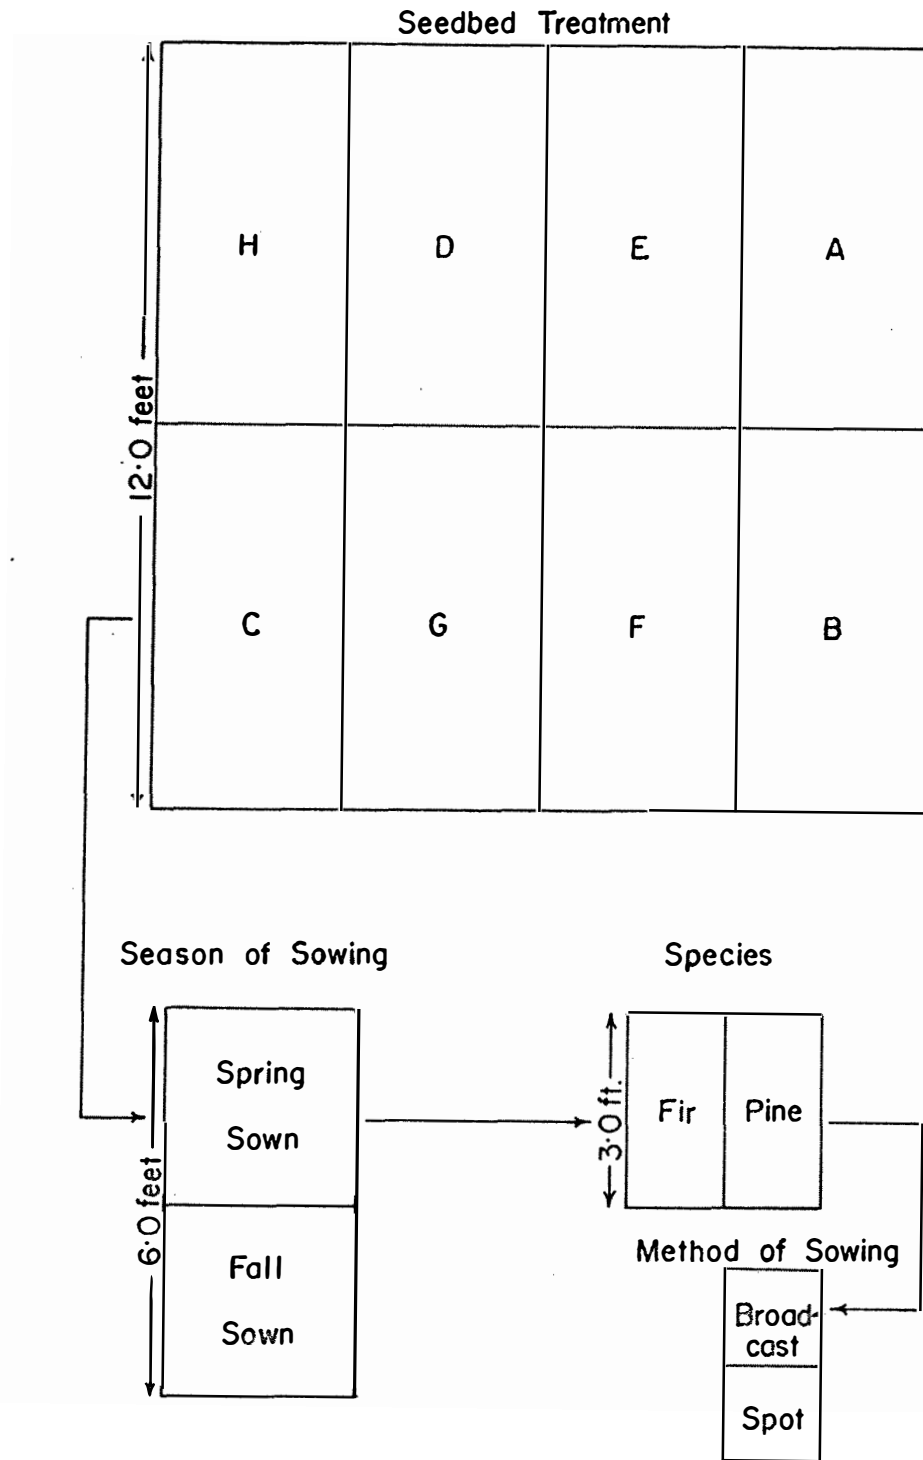 Seedbed Treatment
H D E A
12·0 feet
C G F B
Season of Sowing
Species
Spring
Sown
Fall
Sown
6·0 feet
Fir Pine
3·0 ft.
Method of Sowing
Broad-
cast
Spot